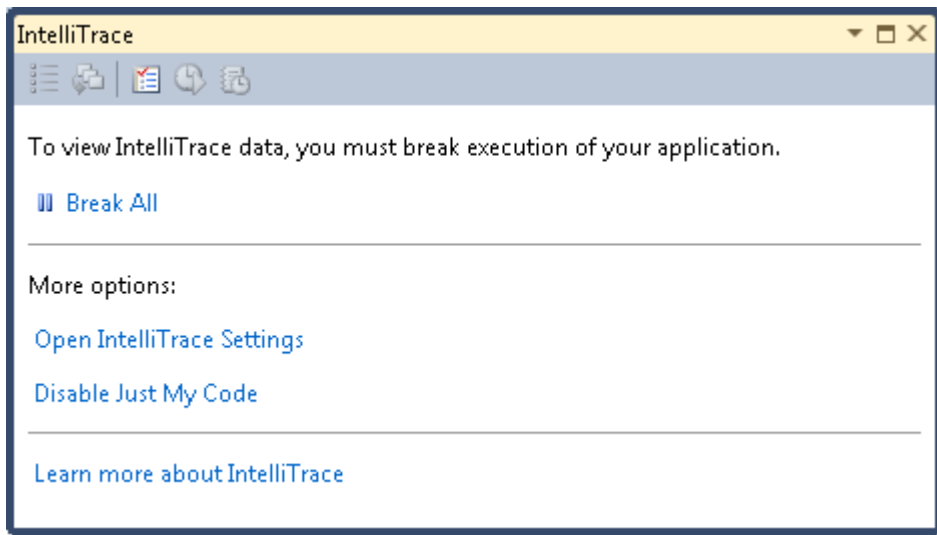 IntelliTrace
To view IntelliTrace data, you must break execution of your application.
Break All
More options:
Open IntelliTrace Settings
Disable Just My Code
Learn more about IntelliTrace